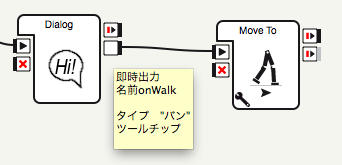 Dialog
Hi!
Move To
即時出力
名前onWalk
タイプ　"バン"
ツールチップ